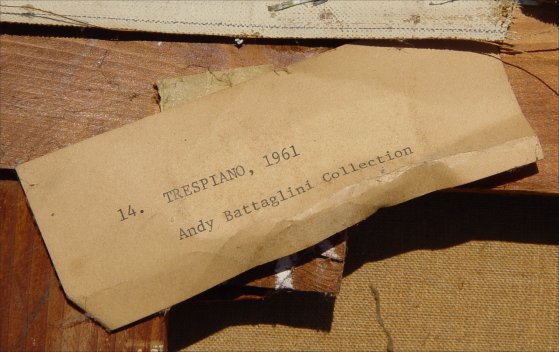 14. TRESPIANO, 1961
Andy Battaglini Collection